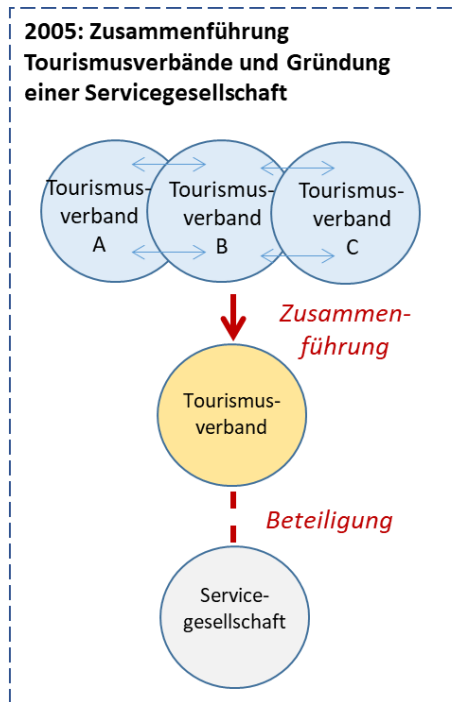 2005: Zusammenführung
Tourismusverbände und Gründung
einer Servicegesellschaft
Tourismus-
verband
A
Tourismus-
verband
B
Tourismus-
verband
C
Zusammen-
führung
Tourismus-
verband
Beteiligung
Service-
gesellschaft